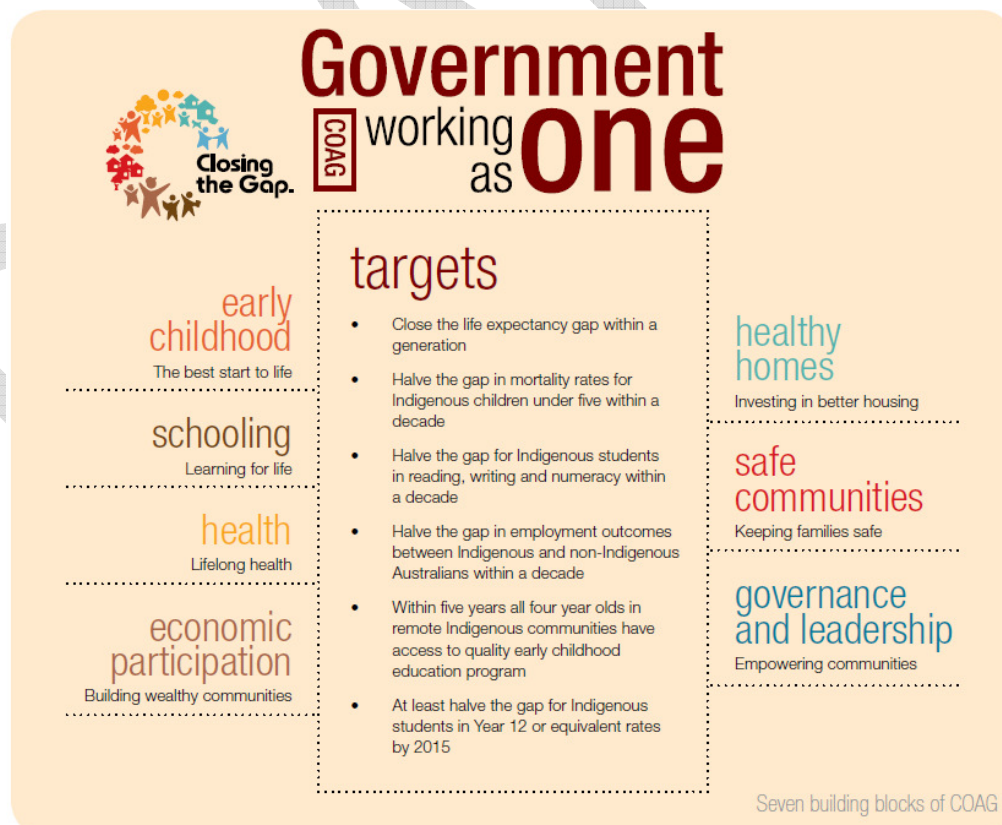 Government
COAG
working
as
one
Closing
the Gap.
targets
• Close the life expectancy gap within a
generation
• Halve the gap in mortality rates for
Indigenous children under five within a
decade
• Halve the gap for Indigenous students
in reading, writing and numeracy within
a decade
• Halve the gap in employment outcomes
between Indigenous and non-Indigenous
Australians within a decade
• Within five years all four year olds in
remote Indigenous communities have
access to quality early childhood
education program
• At least halve the gap for Indigenous
students in Year 12 or equivalent rates
by 2015
early
childhood
The best start to life
schooling
Learning for life
health
Lifelong health
economic
participation
Building wealthy communities
healthy
homes
Investing in better housing
safe
communities
Keeping families safe
governance
and leadership
Empowering communities
Seven building blocks of COAG